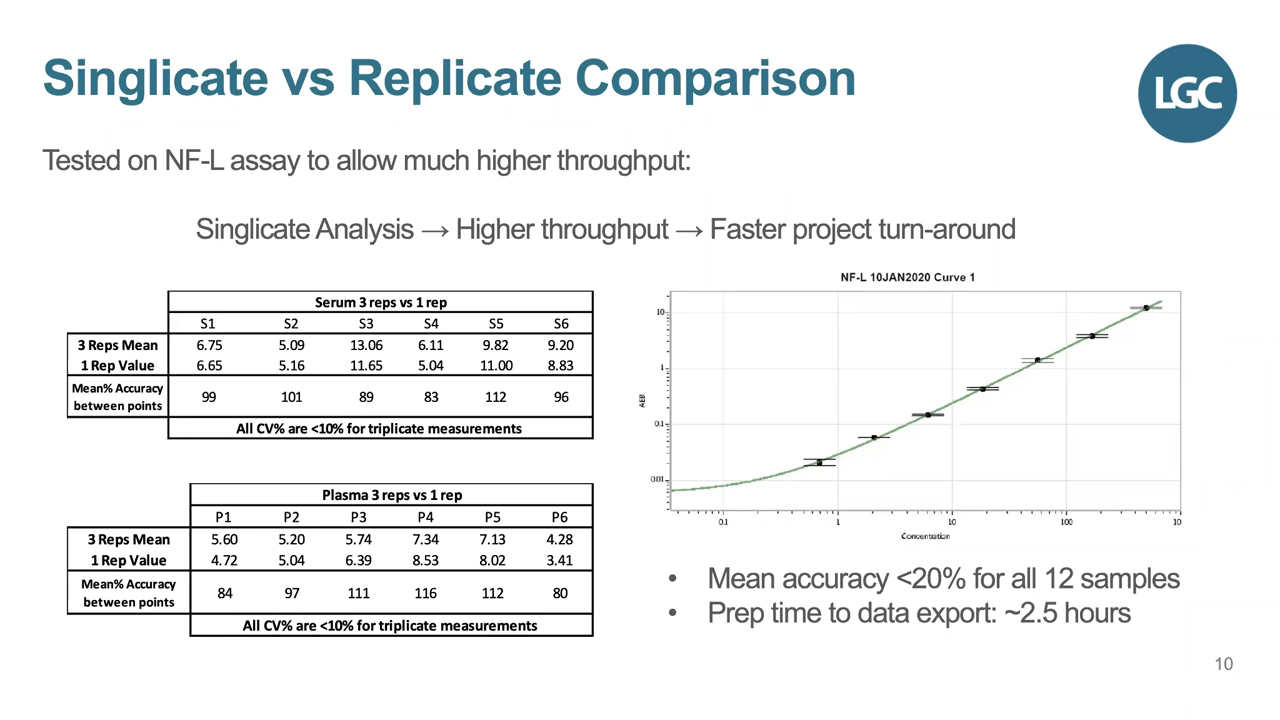 Singlicate vs Replicate Comparison
LGC
Tested on NF-L assay to allow much higher throughput:
Singlicate Analysis → Higher throughput → Faster project turn-around
Serum 3 reps vs 1 rep
S1 S2 S3 S4 S5 S6
3 Reps Mean 6.75 5.09 13.06 6.11 9.82 9.20
1 Rep Value 6.65 5.16 11.65 5.04 11.00 8.83
Mean% Accuracy
between points 99 101 89 83 112 96
All CV% are <10% for triplicate measurements
Plasma 3 reps vs 1 rep
P1 P2 P3 P4 P5 P6
3 Reps Mean 5.60 5.20 5.74 7.34 7.13 4.28
1 Rep Value 4.72 5.04 6.39 8.53 8.02 3.41
Mean% Accuracy
between points 84 97 111 116 112 80
All CV% are <10% for triplicate measurements
NF-L 10JAN2020 Curve 1
10
1
0.1
0.01
AEB
0.1 1 10 100 10
Concentration
• Mean accuracy <20% for all 12 samples
• Prep time to data export: ~2.5 hours
10